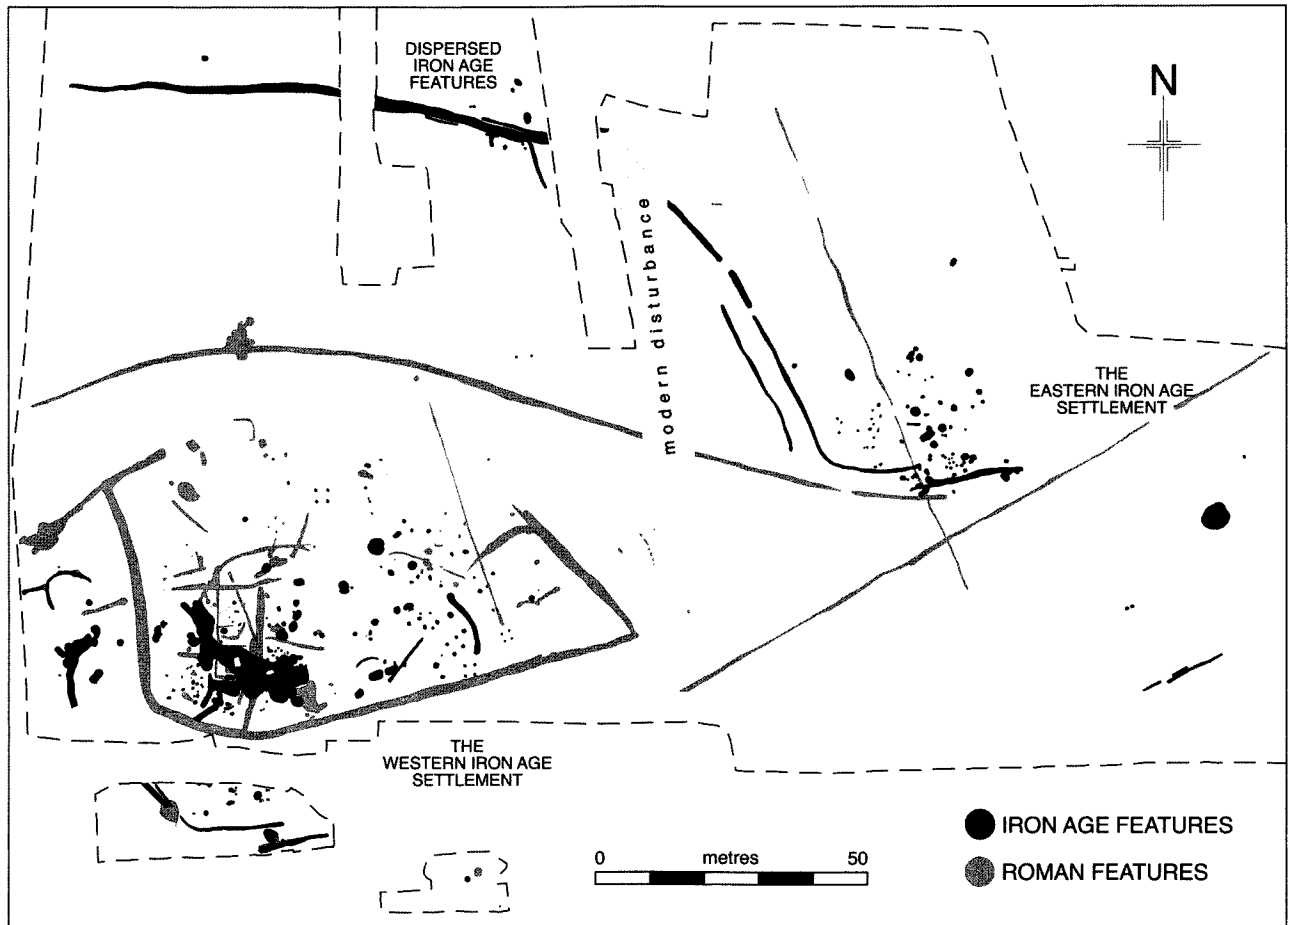 DISPERSED
IRON AGE
FEATURES
N
modern disturbance
THE
EASTERN IRON AGE
SETTLEMENT
THE
WESTERN IRON AGE
SETTLEMENT
0 metres 50
IRON AGE FEATURES
ROMAN FEATURES